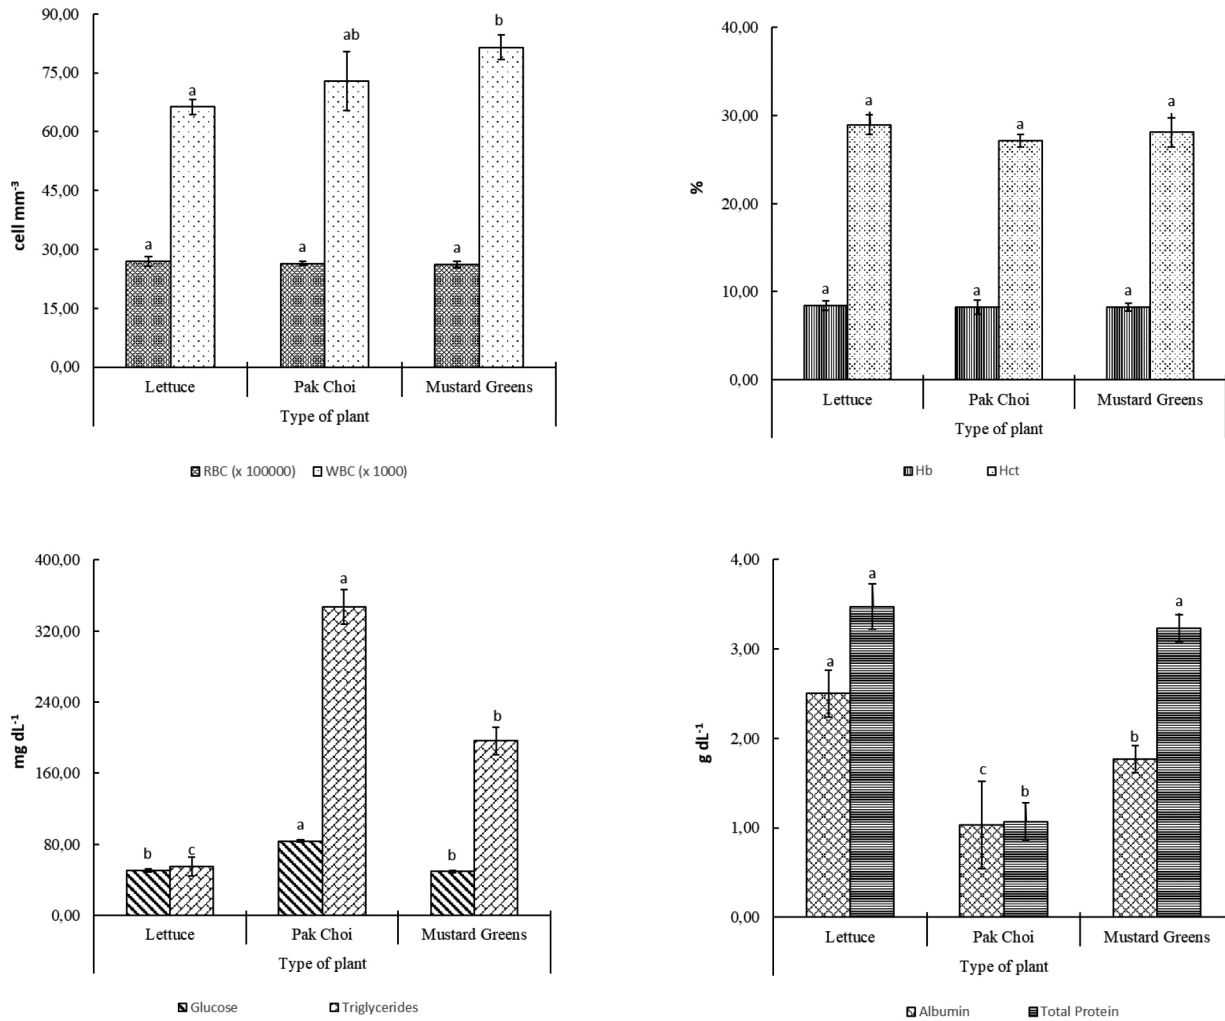 90,00
75,00
60,00
45,00
30,00
15,00
0,00
cell mm-3
a
a
a
ab
a
b
Lettuce
Pak Choi
Mustard Greens
Type of plant
RBC (x 100000)
WBC (x 1000)
40,00
30,00
20,00
10,00
0,00
%
a
a
a
a
a
a
Lettuce
Pak Choi
Mustard Greens
Type of plant
Hb
Hct
400,00
320,00
240,00
160,00
80,00
0,00
mg dL-1
b
c
a
a
b
b
Lettuce
Pak Choi
Mustard Greens
Type of plant
Glucose
Triglycerides
4,00
3,00
2,00
1,00
0,00
g dL-1
a
a
c
b
b
a
Lettuce
Pak Choi
Mustard Greens
Type of plant
Albumin
Total Protein